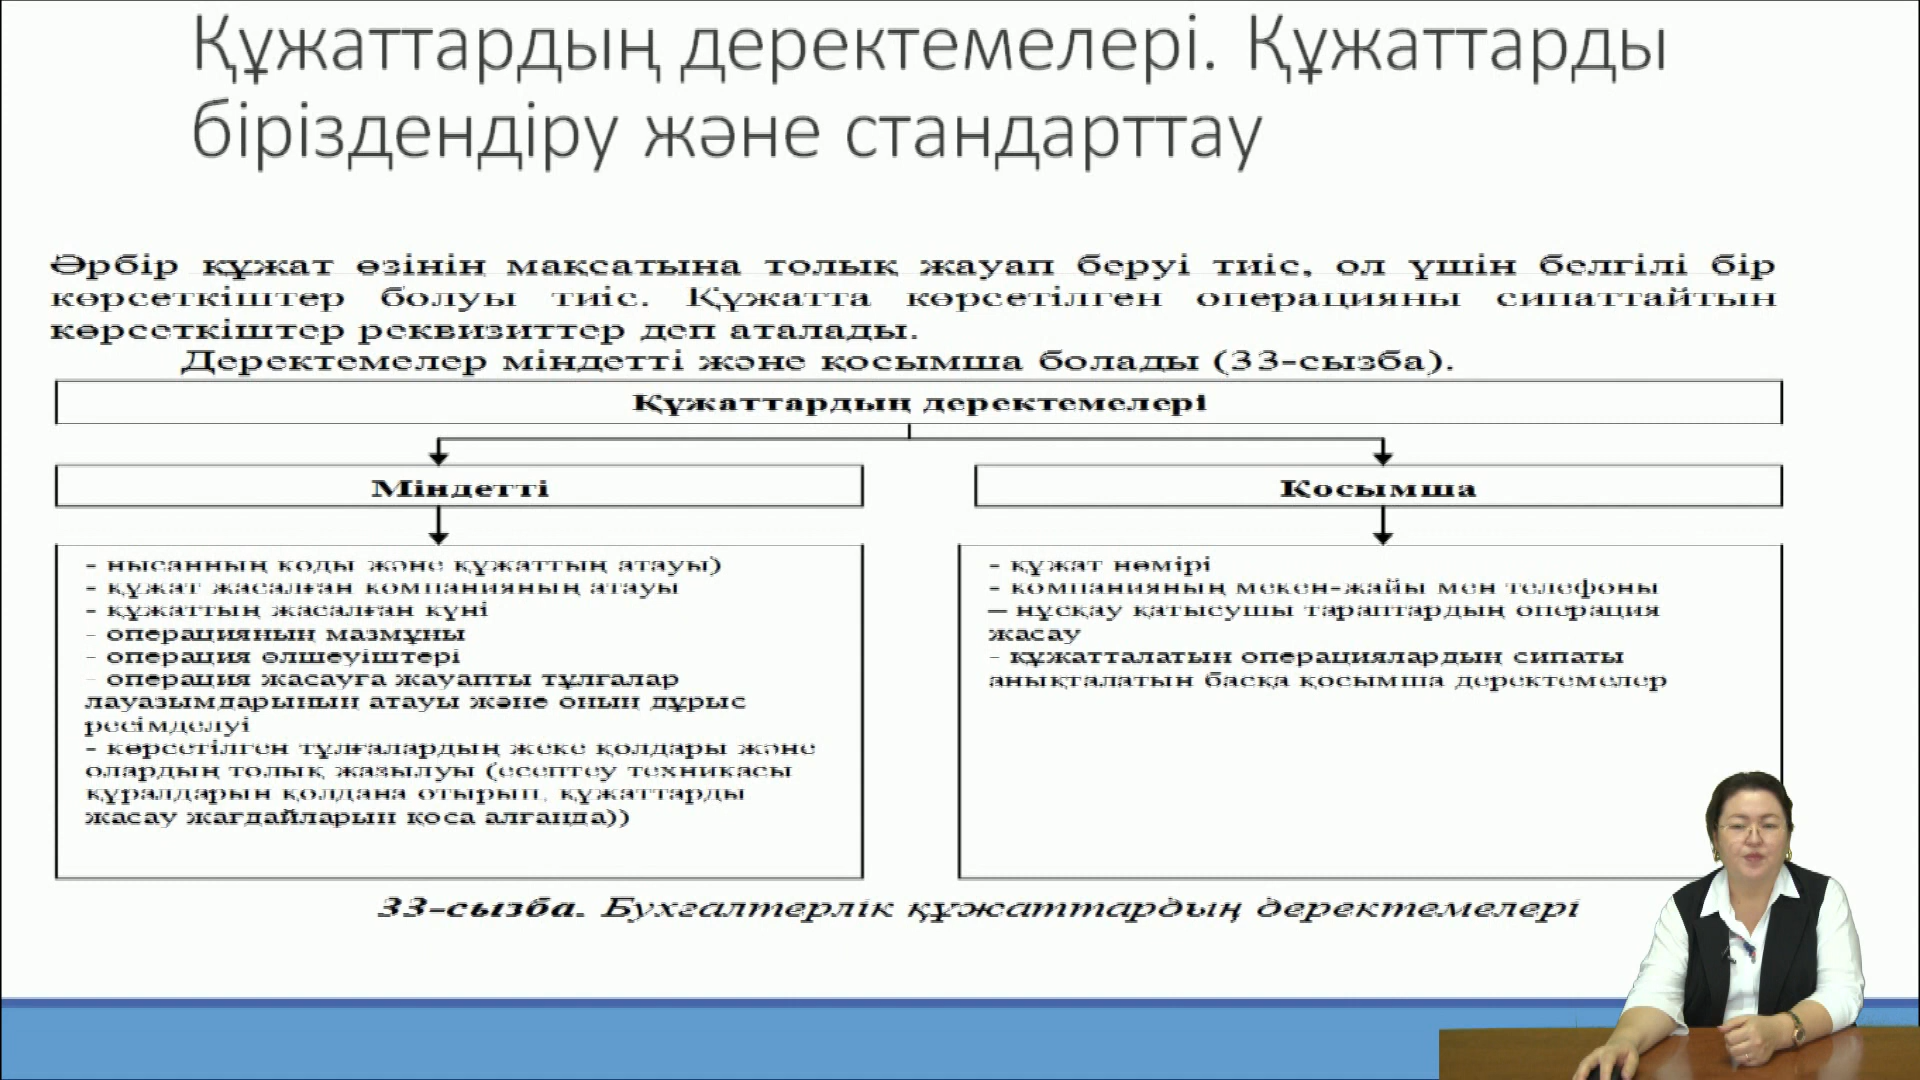 Құжаттардың деректемелері. Құжаттарды
біріздендіру және стандарттау
Әрбір құжат өзінің мақсатына толық жауап беруі тиіс, ол үшін белгілі бір
көрсеткіштер болуы тиіс. Құжатта көрсетілген операцияны сипаттайтын
көрсеткіштер реквизиттер деп аталады.
Деректемелер міндетті және қосымша болады (33-сызба).
Құжаттардың деректемелері
Міндетті
Қосымша
- нысанның коды және құжаттың атауы)
- құжат жасалған компанияның атауы
- құжаттың жасалған күні
- операцияның мазмұны
- операция өлшеуіштері
- операция жасауға жауапты тұлғалар
лауазымдарының атауы және оның дұрыс
ресімделуі
- көрсетілген тұлғалардың жеке қолдары және
олардың толық жазылуы (есептеу техникасы
құралдарын қолдана отырып, құжаттарды
жасау жағдайларын қоса алғанда))
- құжат нөмірі
- компанияның мекен-жайы мен телефоны
– нұсқау қатысушы тараптардың операция
жасау
- құжатталатын операциялардың сипаты
анықталатын басқа қосымша деректемелер
33-сызба. Бухгалтерлік құжаттардың деректемелері